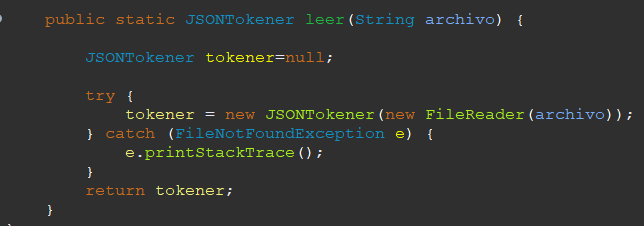 public static JSONTokener leer(String archivo) {
JSONTokener tokener=null;
try {
tokener = new JSONTokener(new FileReader(archivo));
} catch (FileNotFoundException e) {
e.printStackTrace();
}
return tokener;
}